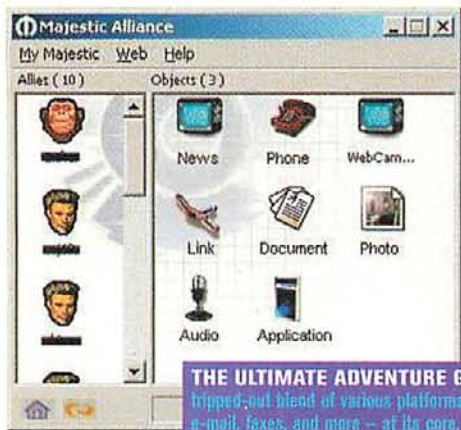 Majestic Alliance
My Majestic Web Help
Allies ( 10 ) Objects ( 3 )
News Phone WebCam...
Link Document Photo
Audio Application
THE ULTIMATE ADVENTURE G
tripped-out blend of various platforms
e-mail, faxes, and more – at its core,